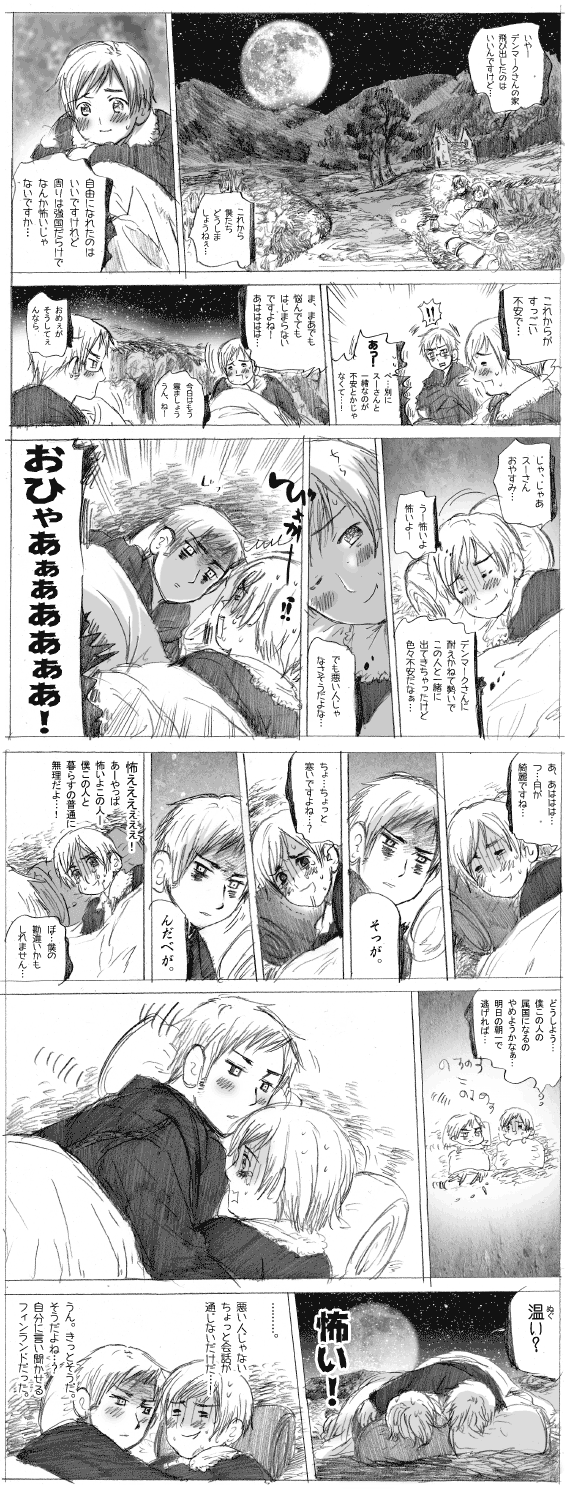 いやー
デンマークさんの家
飛び出したのは
いいんですけど…
これから
僕たち
どうしま
しょうねぇ…
自由になれたのは
いいですけれど
周りは強国だらけで
なんか怖いじゃ
ないですか…
これからが
すっごい
不安で…
!!
あ?!
べ…別に
スーさんと
一緒なのが
不安とかじゃ
なくて…!!
ま、まあでも
悩んでても
はじまらない
ですよね!
あはははは…
今日はもう
寝ましょう
うん、ね!
おめぇが
そうしてぇ
んなら、
じゃ、じゃあ
スーさん
おやすみ…
うー怖いよ
怖いよ!
デンマークさんに
耐えかねて勢いで
この人と一緒に
出てきちゃったけど
色々不安だなぁ…
でも悪い人じゃ
なさそうだよな…
おひゃあぁぁああぁあ!
あ、あははは…
つ…月が
綺麗ですね…
そっが。
ちょ…ちょっと
寒いですよね…?
んだべが。
怖えええええぇ!
あーやっぱ
怖いよこの人ー
僕この人と
暮らすの普通に
無理だよ…!
ぼ…僕の
勘違いかも
しれません…
どうしよう…
僕この人の
属国になるの
やめようかなぁ…
明日の朝一で
逃げれば…
のそのそ
のそのそ
温い?
怖い!
………。
悪い人じゃない
ちょっと会話が
通じないだけだ…
そうだよね…?
うん。きっとそうだ。
自分に言い聞かせる
フィンランドだった。